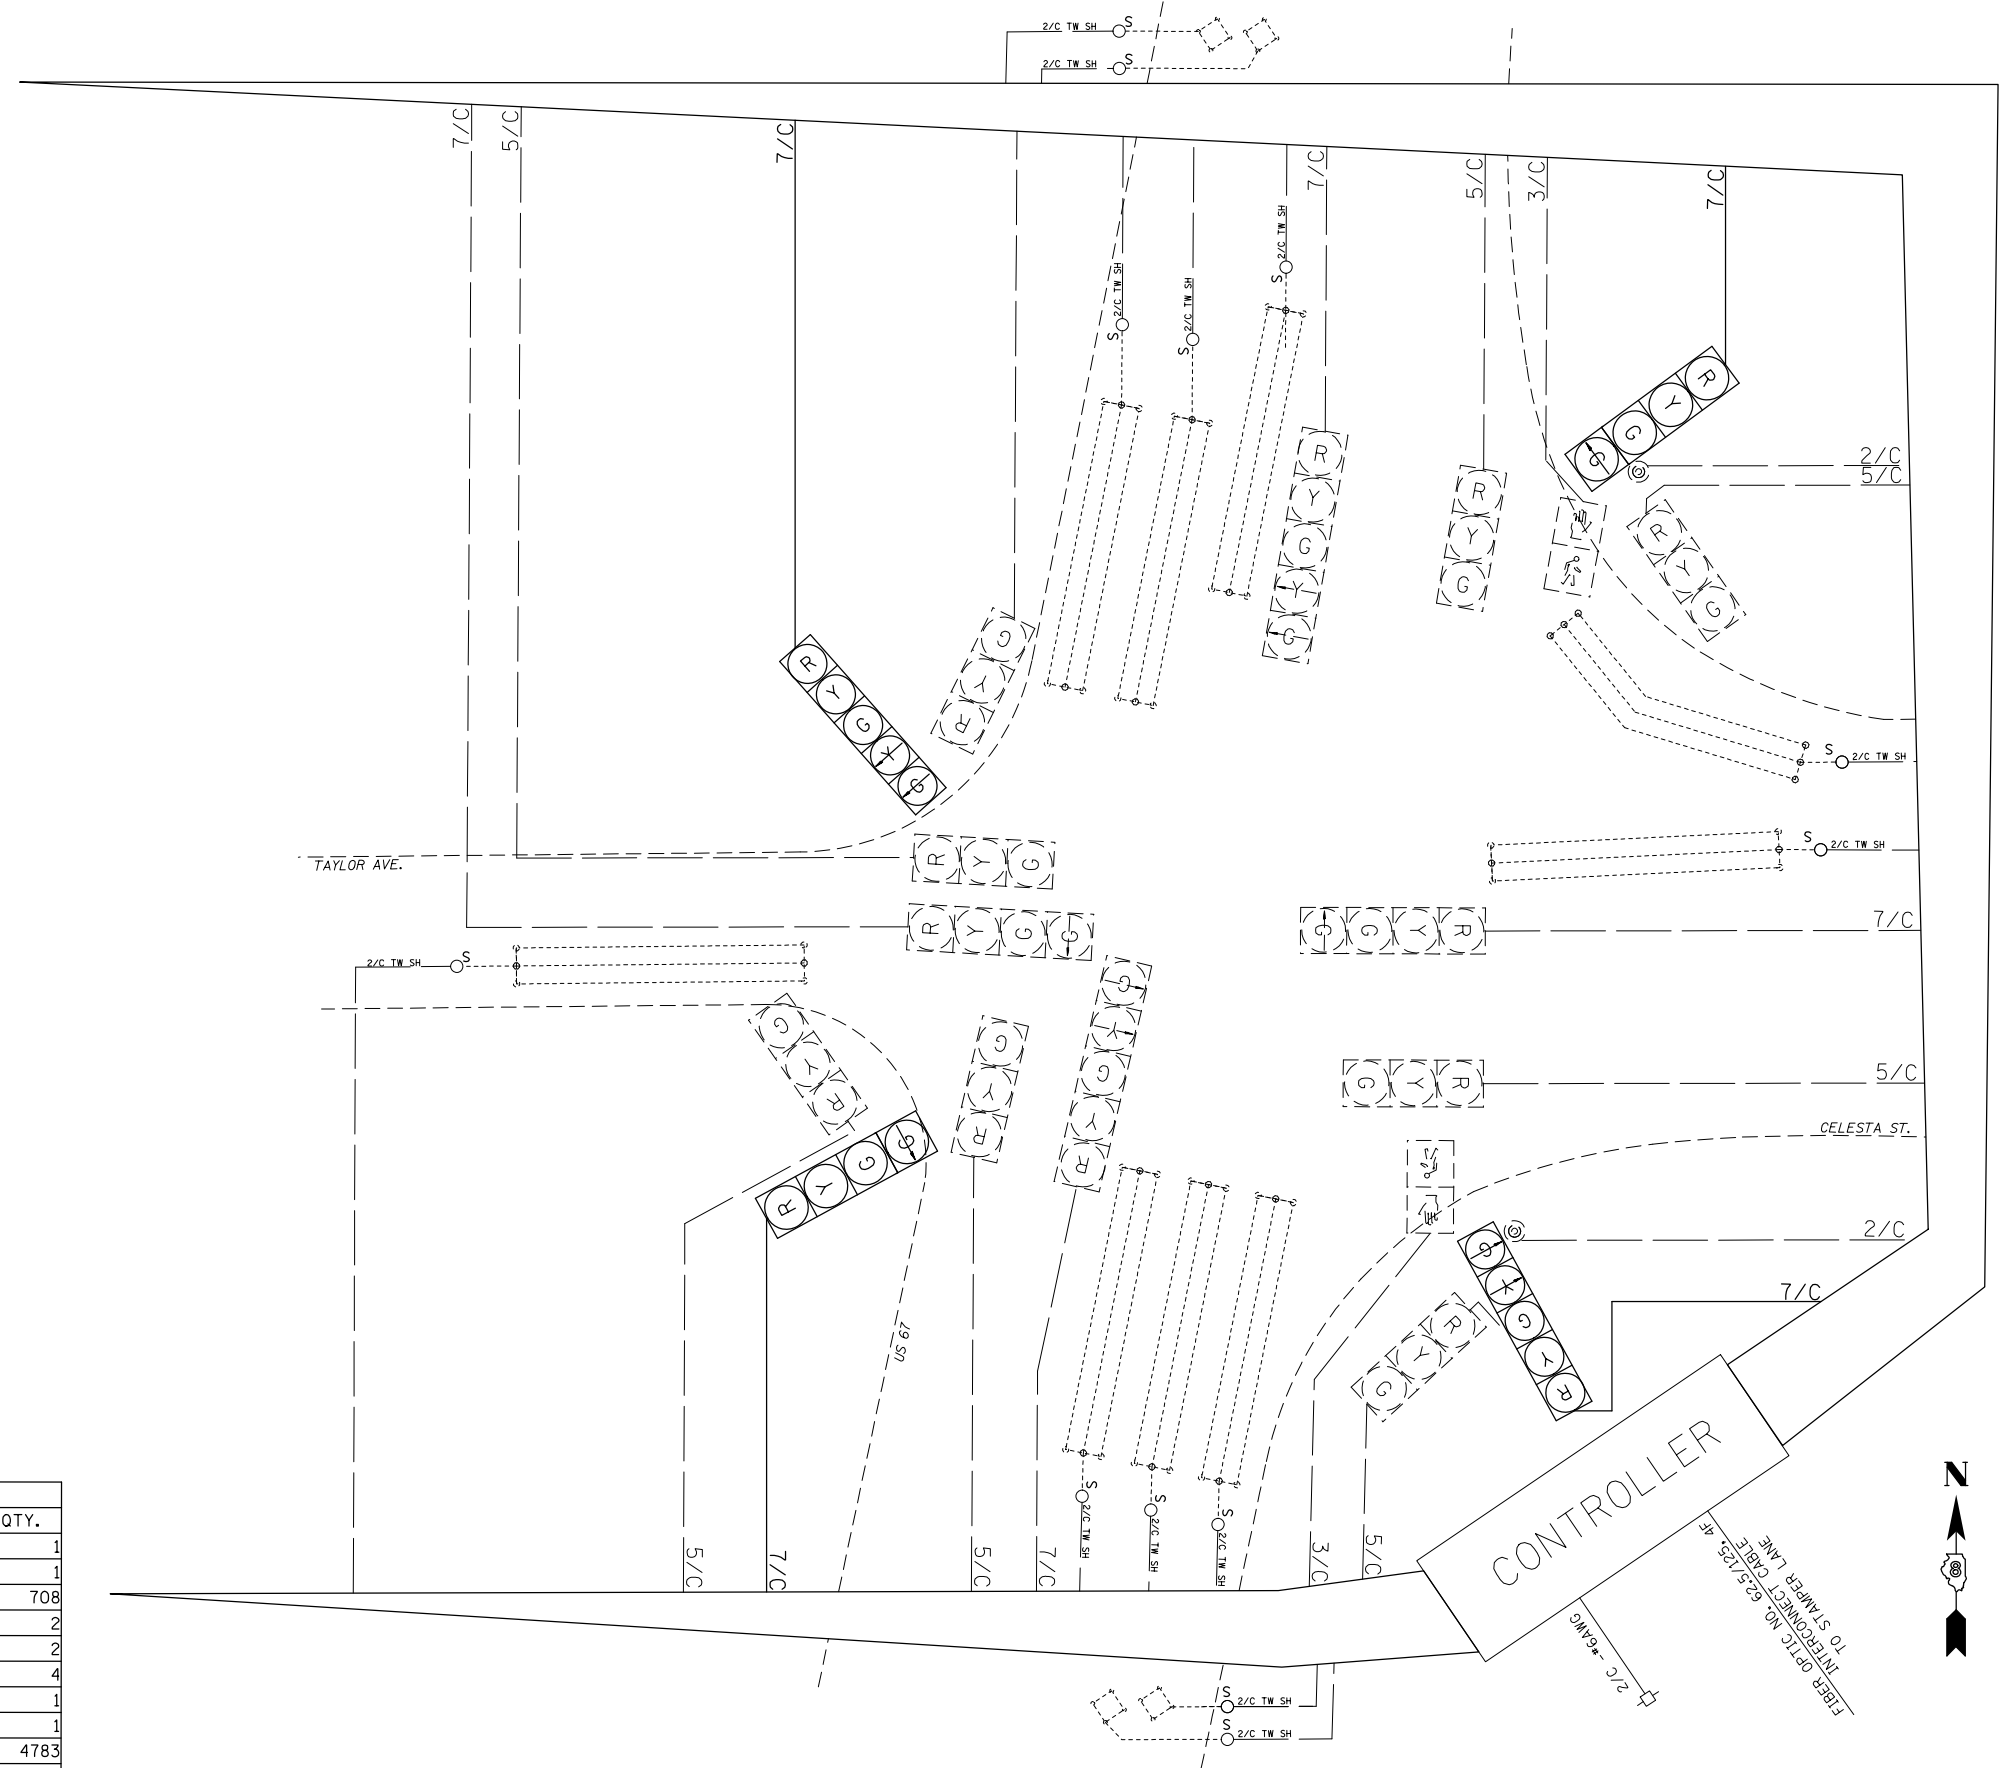 2/C TW SH S
2/C TW SH S
7/C
5/C
7/C
7/C
5/C
3/C
7/C
2/C TW SH
S
2/C TW SH
S
2/C TW SH
S
R
Y
G
G
2/C
5/C
R
Y
G
Y
G
R
Y
G
R
Y
G
R
Y
G
Y
G
G
Y
R
S 2/C TW SH
S 2/C TW SH
TAYLOR AVE.
R Y G
R Y G G
G G Y R
7/C
2/C TW SH S
G
Y
R
G
Y
R
G
Y
G
Y
R
G Y R
5/C
CELESTA ST.
R Y G G
2/C
G
Y
G
Y
R
7/C
R
Y
G
US 67
S
2/C TW SH
S
2/C TW SH
S
2/C TW SH
5/C
7/C
5/C
7/C
3/C
5/C
CONTROLLER
FIBER OPTIC NO. 62.5/125, 4F
INTERCONNECT CABLE
TO STAMPER LANE
2/C - #6AWG
N
S 2/C TW SH
S 2/C TW SH
QTY.
1
1
708
2
2
4
1
1
4783